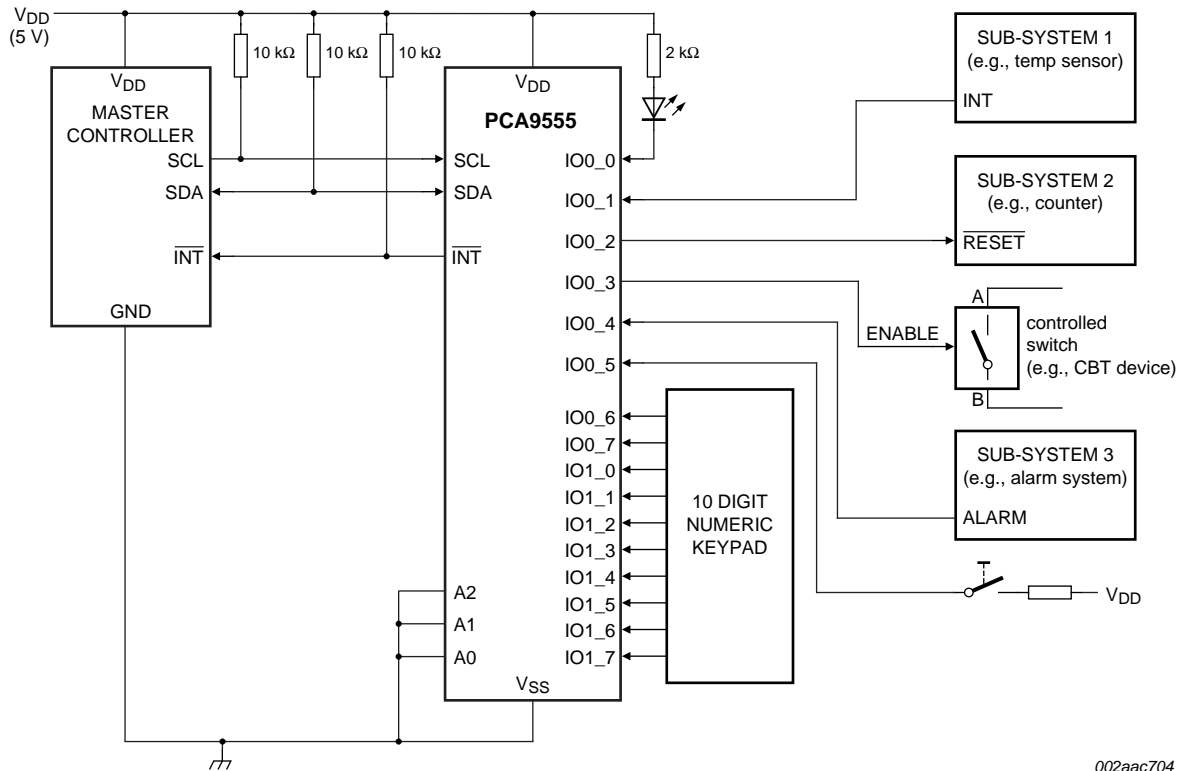 VDD
(5 V)
10 kΩ
10 kΩ
10 kΩ
2 kΩ
VDD
MASTER
CONTROLLER
SCL
SDA
INT
GND
VDD
PCA9555
SCL
SDA
INT
A2
A1
A0
VSS
IO0_0
IO0_1
IO0_2
IO0_3
IO0_4
IO0_5
IO0_6
IO0_7
IO1_0
IO1_1
IO1_2
IO1_3
IO1_4
IO1_5
IO1_6
IO1_7
10 DIGIT
NUMERIC
KEYPAD
SUB-SYSTEM 1
(e.g., temp sensor)
INT
SUB-SYSTEM 2
(e.g., counter)
RESET
A
ENABLE
B
controlled
switch
(e.g., CBT device)
SUB-SYSTEM 3
(e.g., alarm system)
ALARM
VDD
002aac704